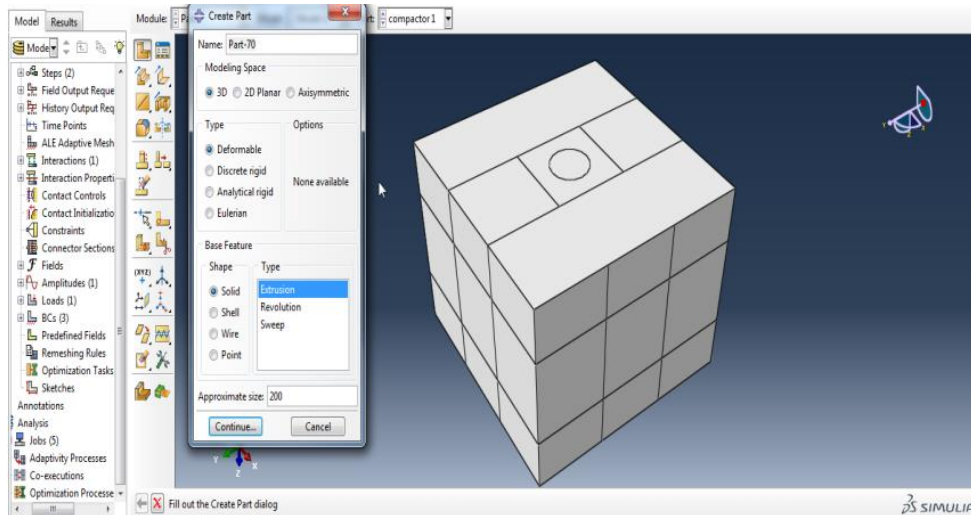 Model Results
Module: compactor1
Create Part
Mode
Name: Part-70
Modeling Space
3D 2D Planar Axisymmetric
Type
Options
Deformable
Discrete rigid
Analytical rigid
Eulerian
None available
Base Feature
Shape
Type
Solid
Shell
Wire
Point
Extrusion
Revolution
Sweep
Approximate size: 200
Continue... Cancel
Steps (2)
Field Output Reque
History Output Req
Time Points
ALE Adaptive Mesh
Interactions (1)
Interaction Properti
Contact Controls
Contact Initializatio
Constraints
Connector Sections
Fields
Amplitudes (1)
Loads (1)
BCs (3)
Predefined Fields
Remeshing Rules
Optimization Tasks
Sketches
Annotations
Analysis
Jobs (5)
Adaptivity Processes
Co-executions
Optimization Processe
(XYZ)
Y
Z
X
Fill out the Create Part dialog
SIMULIA